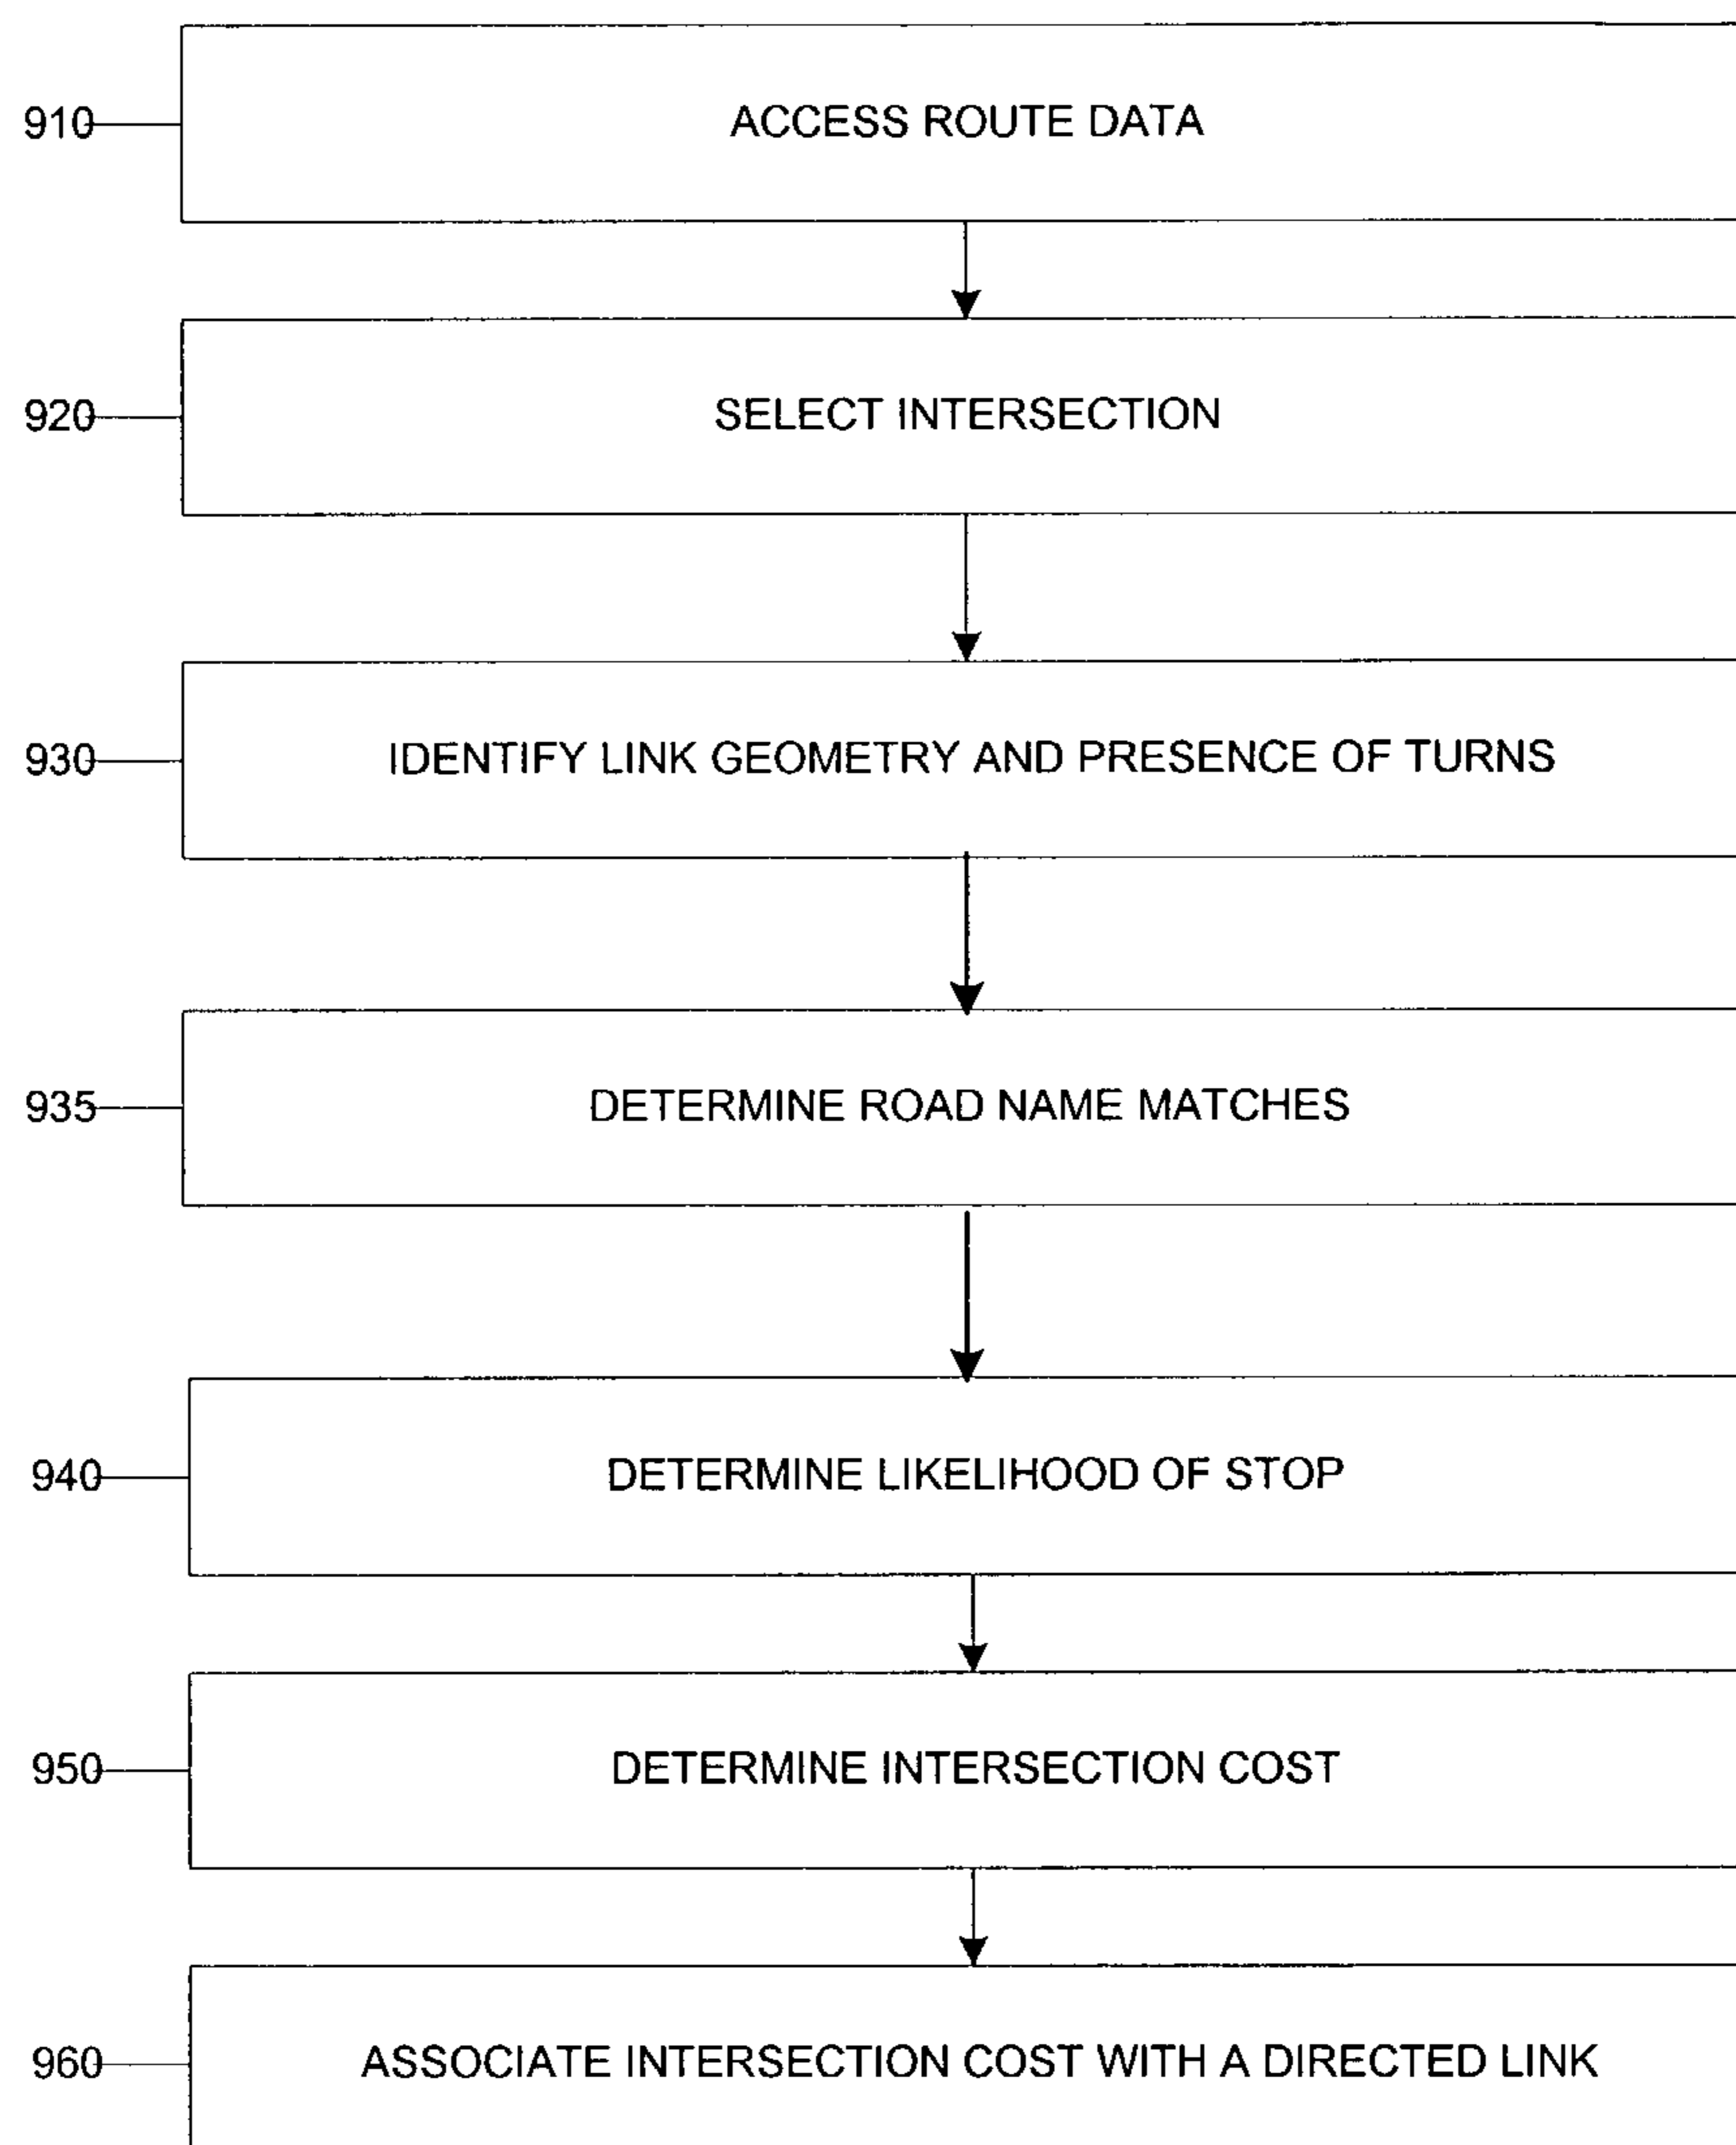 910 ACCESS ROUTE DATA
920 SELECT INTERSECTION
930 IDENTIFY LINK GEOMETRY AND PRESENCE OF TURNS
935 DETERMINE ROAD NAME MATCHES
940 DETERMINE LIKELIHOOD OF STOP
950 DETERMINE INTERSECTION COST
960 ASSOCIATE INTERSECTION COST WITH A DIRECTED LINK